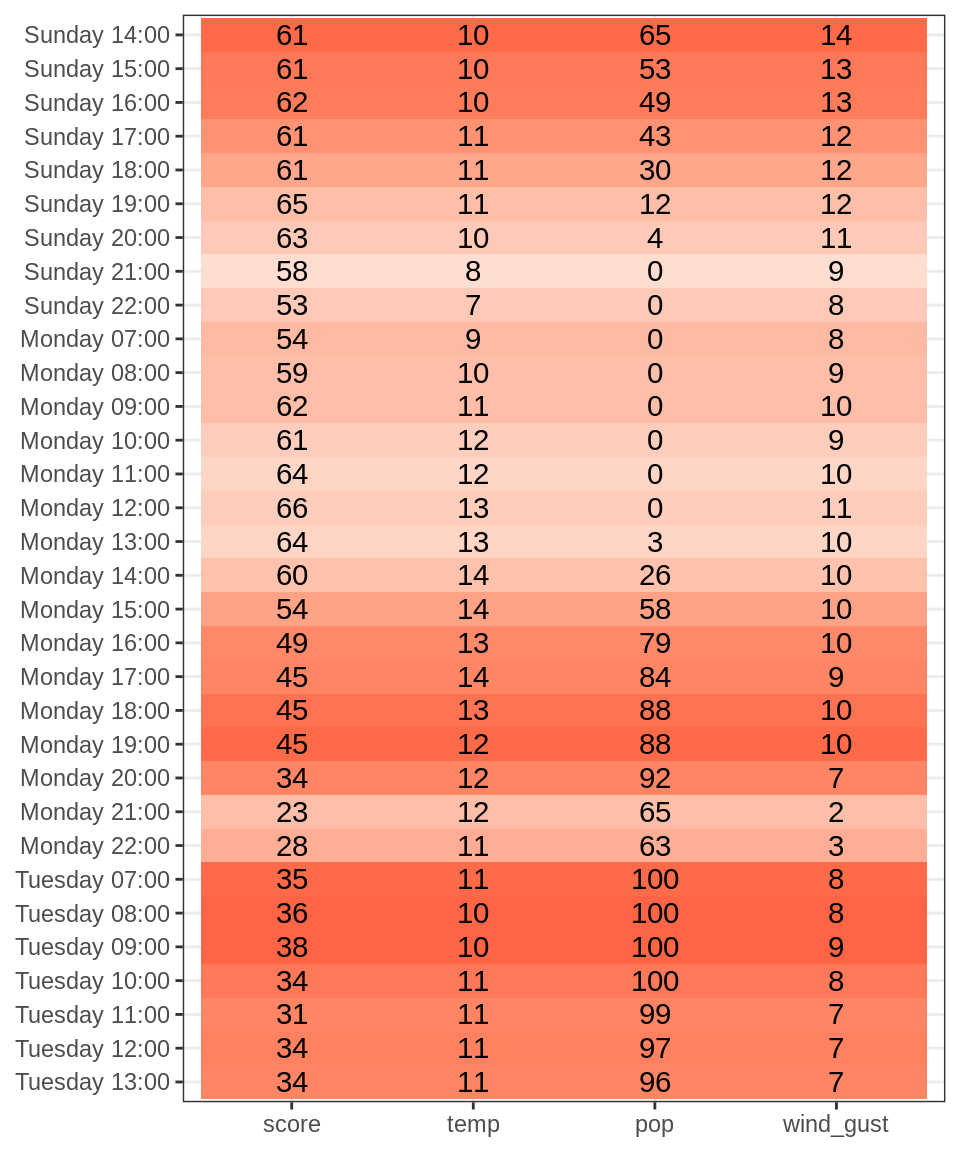 Sunday 14:00 61 10 65 14
Sunday 15:00 61 10 53 13
Sunday 16:00 62 10 49 13
Sunday 17:00 61 11 43 12
Sunday 18:00 61 11 30 12
Sunday 19:00 65 11 12 12
Sunday 20:00 63 10 4 11
Sunday 21:00 58 8 0 9
Sunday 22:00 53 7 0 8
Monday 07:00 54 9 0 8
Monday 08:00 59 10 0 9
Monday 09:00 62 11 0 10
Monday 10:00 61 12 0 9
Monday 11:00 64 12 0 10
Monday 12:00 66 13 0 11
Monday 13:00 64 13 3 10
Monday 14:00 60 14 26 10
Monday 15:00 54 14 58 10
Monday 16:00 49 13 79 10
Monday 17:00 45 14 84 9
Monday 18:00 45 13 88 10
Monday 19:00 45 12 88 10
Monday 20:00 34 12 92 7
Monday 21:00 23 12 65 2
Monday 22:00 28 11 63 3
Tuesday 07:00 35 11 100 8
Tuesday 08:00 36 10 100 8
Tuesday 09:00 38 10 100 9
Tuesday 10:00 34 11 100 8
Tuesday 11:00 31 11 99 7
Tuesday 12:00 34 11 97 7
Tuesday 13:00 34 11 96 7
score temp pop wind_gust